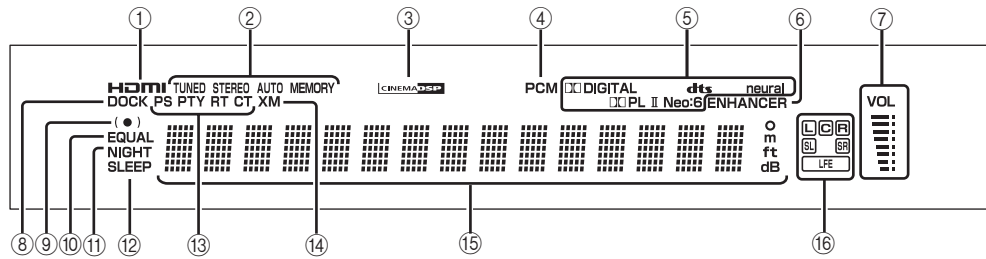 ① ② ③ ④ ⑤ ⑥ ⑦
HDMI TUNED STEREO AUTO MEMORY CINEMA DSP PCM DIGITAL dts neural VOL
DOCK PS PTY RT CT XM PL II Neo:6 ENHANCER
(●) o L C R
EQUAL m SL SR
NIGHT ft LFE
SLEEP dB
⑧ ⑨ ⑩ ⑪ ⑫ ⑬ ⑭ ⑮ ⑯